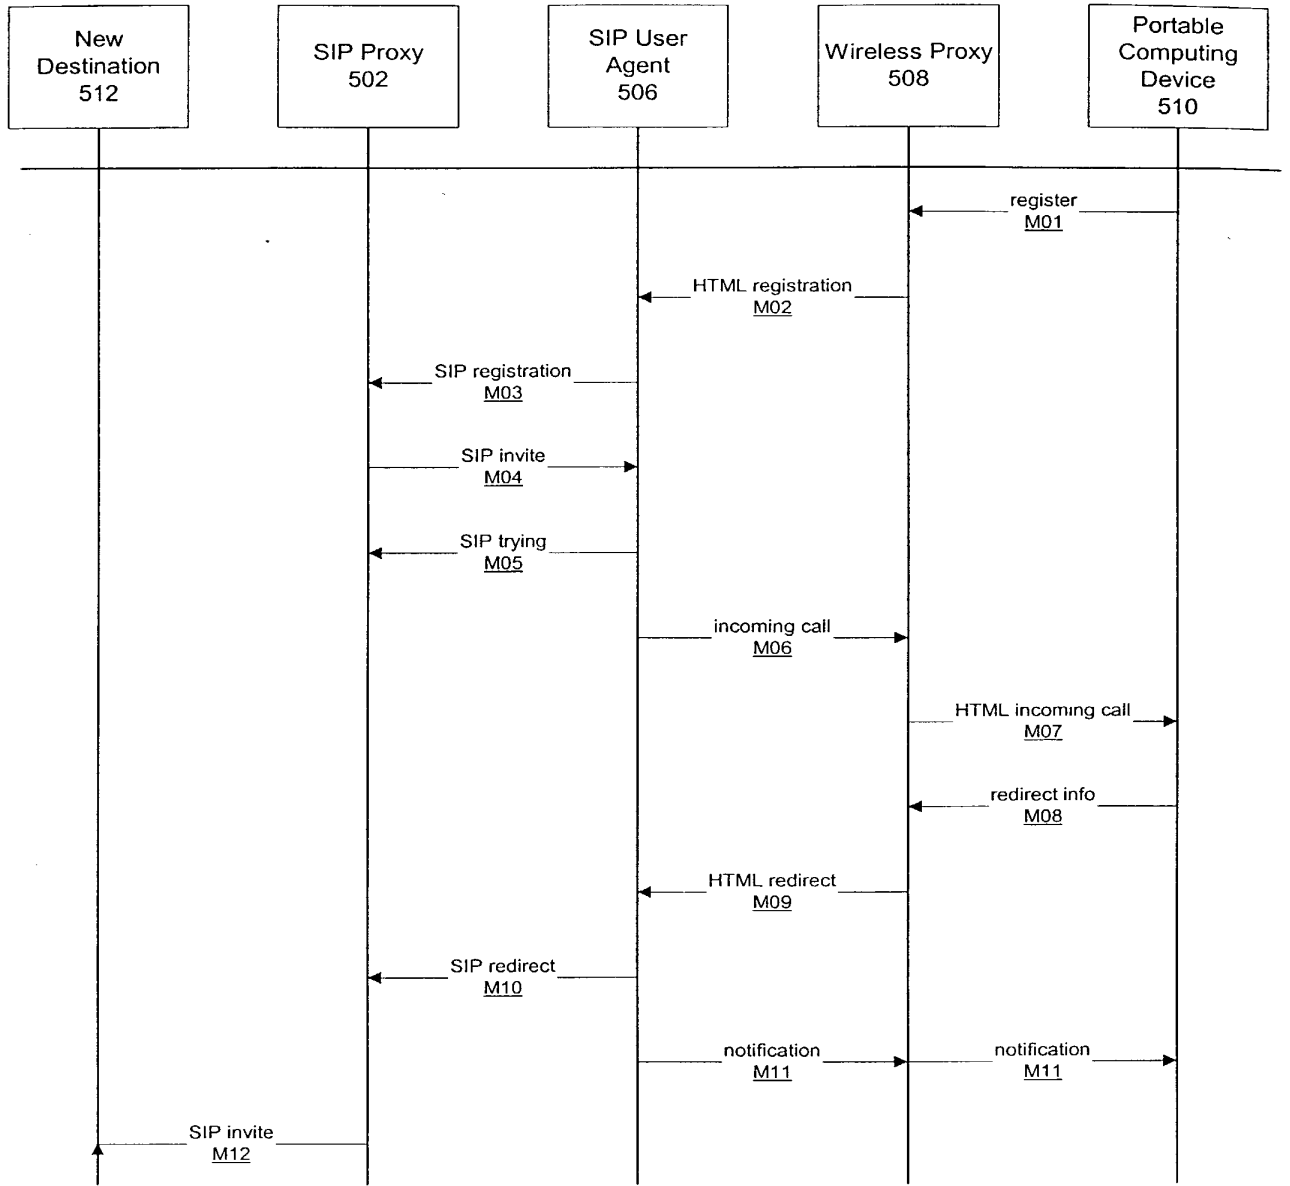 New
Destination
512
SIP Proxy
502
SIP User
Agent
506
Wireless Proxy
508
Portable
Computing
Device
510
register
M01
HTML registration
M02
SIP registration
M03
SIP invite
M04
SIP trying
M05
incoming call
M06
HTML incoming call
M07
redirect info
M08
HTML redirect
M09
SIP redirect
M10
notification
M11
notification
M11
SIP invite
M12